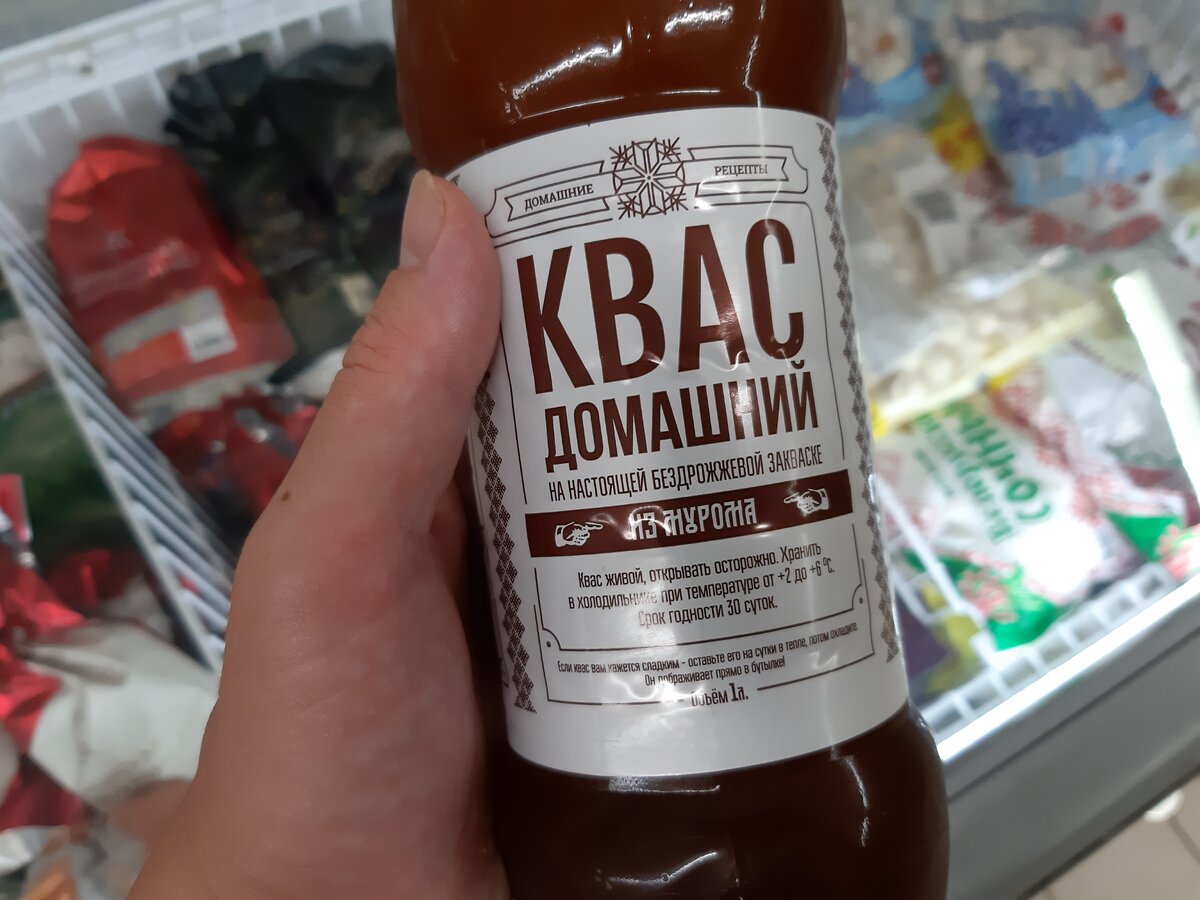 ДОМАШНИЕ РЕЦЕПТЫ
КВАС
ДОМАШНИЙ
НА НАСТОЯЩЕЙ БЕЗДРОЖЖЕВОЙ ЗАКВАСКЕ
ИЗ МУРОМА
Квас живой, открывать осторожно. Хранить
в холодильнике при температуре от +2 до +6 °С.
Срок годности 30 суток.
Если квас вам кажется сладким - оставьте его на сутки в тепле, потом охладите.
Он дображивает прямо в бутылке!
Объём 1л.
СОЧНЫ